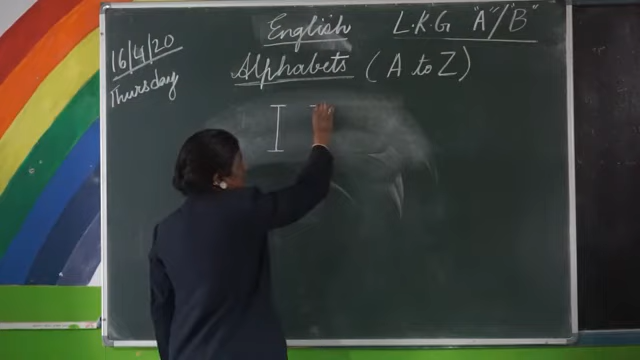 English L.K.G "A"/"B"
16/4/20
Thursday
Alphabets (A to Z)
I